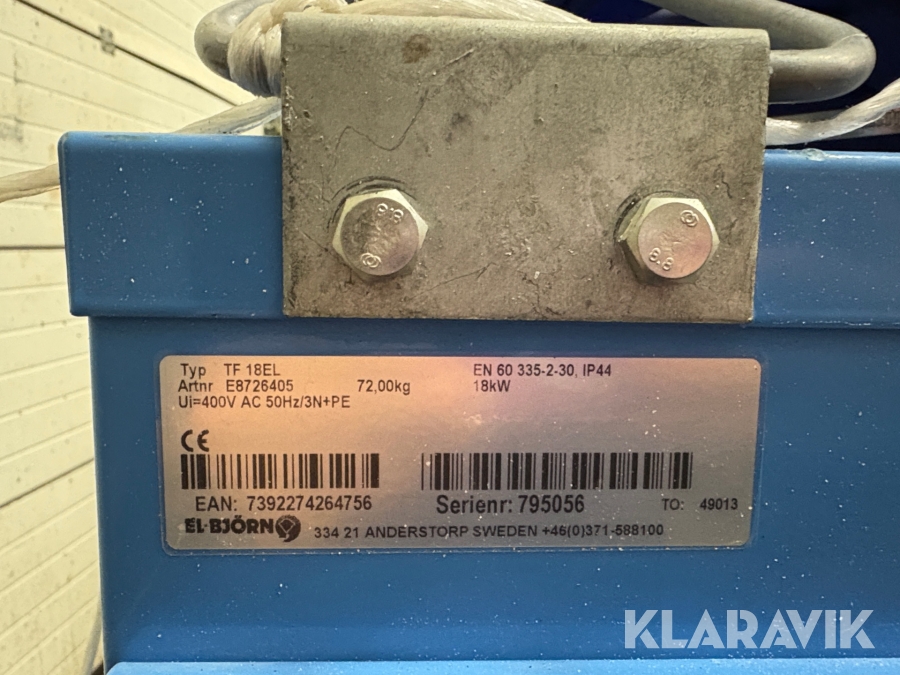 8.8
8.8
Typ TF 18EL EN 60 335-2-30, IP44
Artnr E8726405 72,00kg 18kW
Ui=400V AC 50Hz/3N+PE
CE
EAN: 7392274264756 Serienr: 795056 TO: 49013
EL-BJÖRN 334 21 ANDERSTORP SWEDEN +46(0)371-588100
KLARAVIK